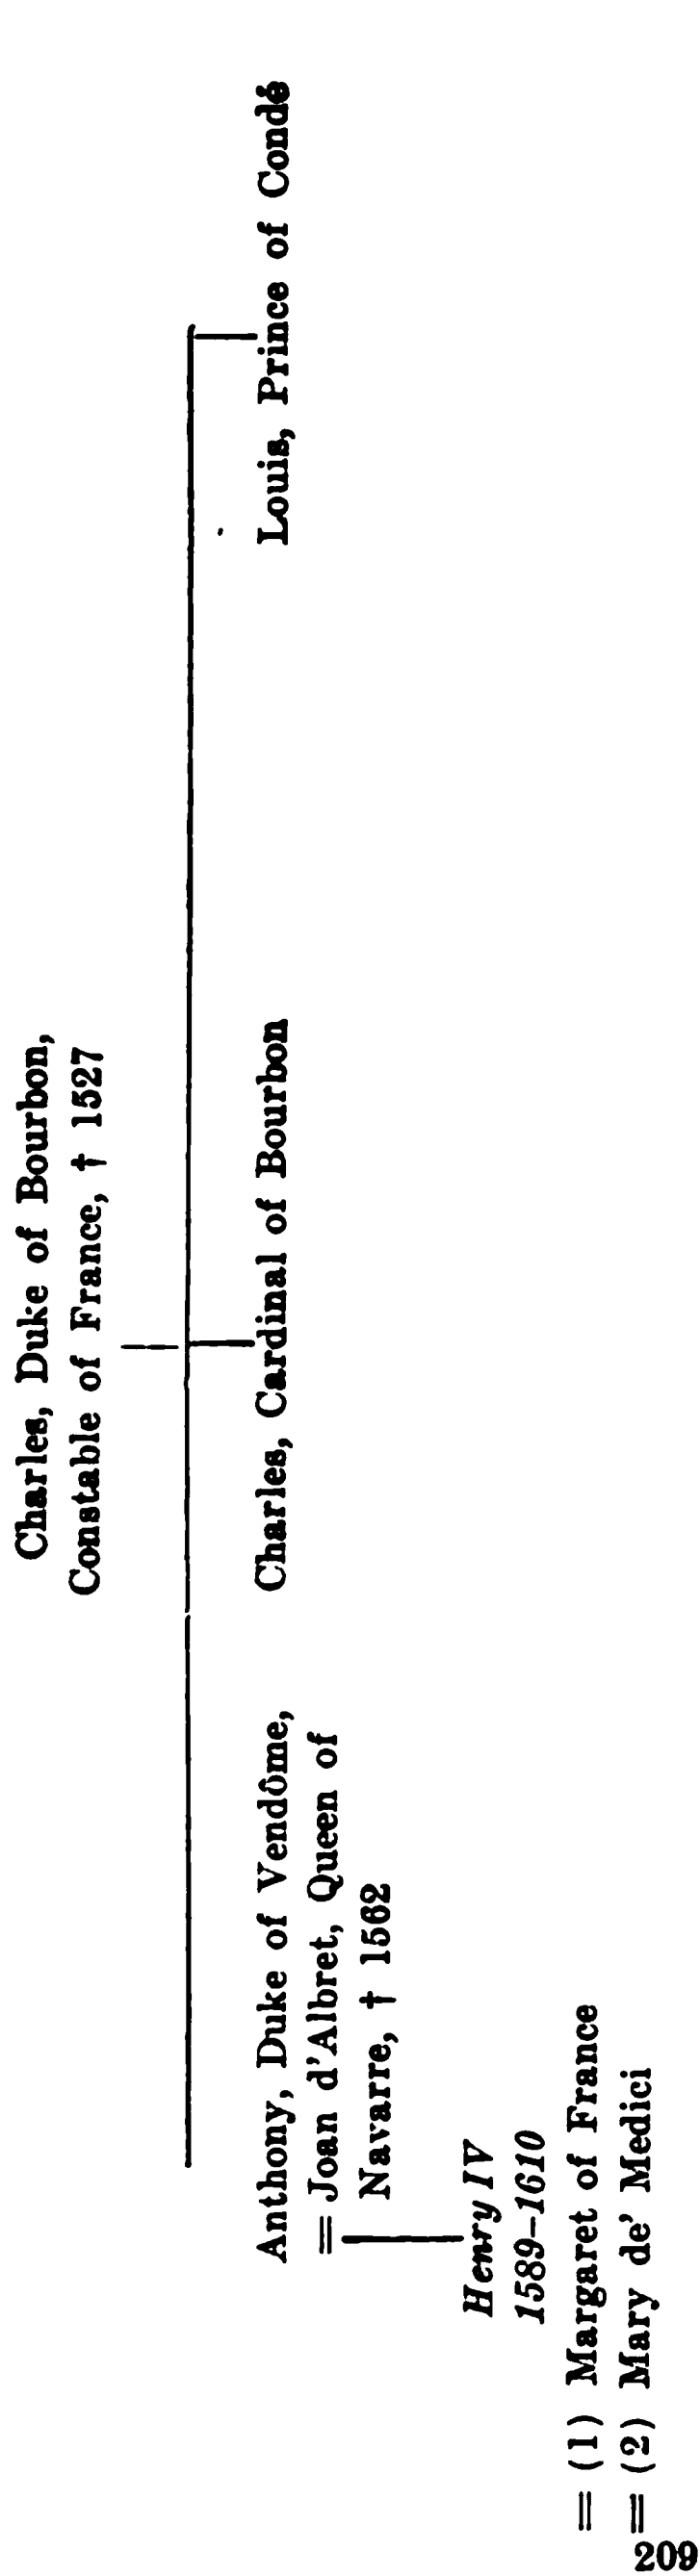 Charles, Duke of Bourbon,
Constable of France, † 1527
Anthony, Duke of Vendôme,
= Joan d'Albret, Queen of
Navarre, † 1562
Charles, Cardinal of Bourbon
Louis, Prince of Condé
Henry IV
1589–1610
= (1) Margaret of France
= (2) Mary de' Medici
209